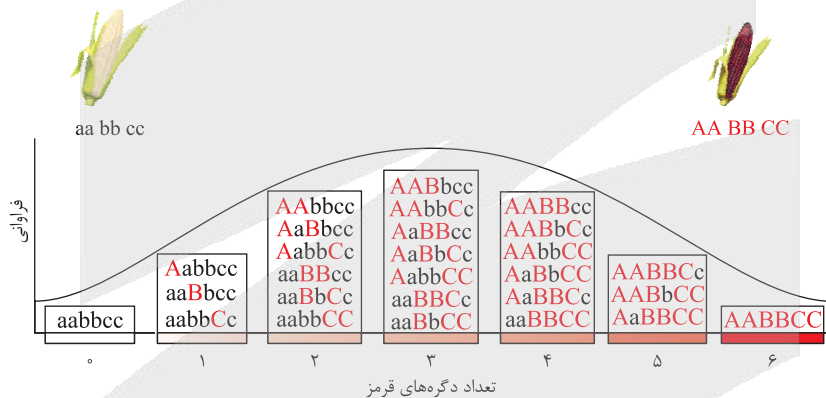 aa bb cc
AA BB CC
فراوانی
aabbcc
Aabbcc
aaBbcc
aabbCc
AAbbcc
AaBbcc
AabbCc
aaBBcc
aaBbCc
aabbCC
AABbcc
AAbbCc
AaBBcc
AaBbCc
AabbCC
aaBBCc
aaBbCC
AABBcc
AABbCc
AAbbCC
AaBbCC
AaBBCc
aaBBCC
AABBCc
AABbCC
AaBBCC
AABBCC
۰ ۱ ۲ ۳ ۴ ۵ ۶
تعداد دگره‌های قرمز